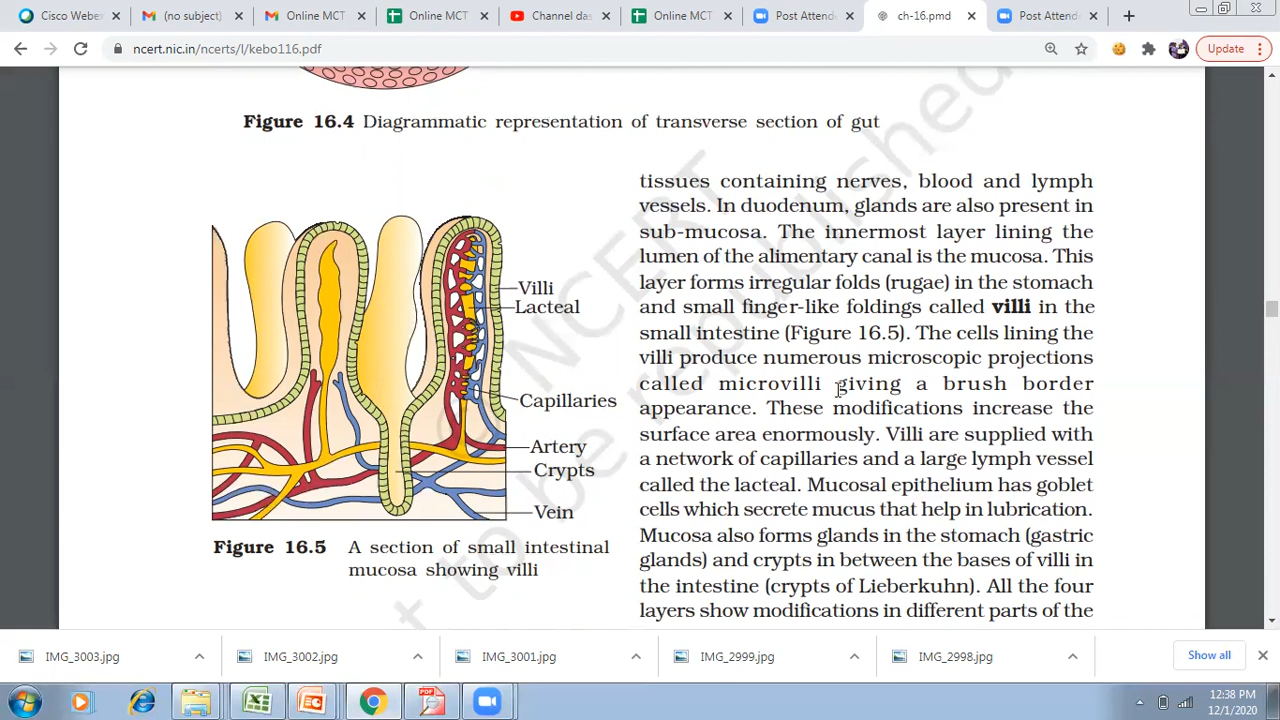 Cisco Webex
(no subject)
Online MCT
Online MCT
Channel das
Online MCT
Post Attenda
ch-16.pmd
Post Attenda
ncert.nic.in/ncerts/l/kebo116.pdf
Update
Figure 16.4 Diagrammatic representation of transverse section of gut
Villi
Lacteal
Capillaries
Artery
Crypts
Vein
Figure 16.5 A section of small intestinal
mucosa showing villi
tissues containing nerves, blood and lymph
vessels. In duodenum, glands are also present in
sub-mucosa. The innermost layer lining the
lumen of the alimentary canal is the mucosa. This
layer forms irregular folds (rugae) in the stomach
and small finger-like foldings called villi in the
small intestine (Figure 16.5). The cells lining the
villi produce numerous microscopic projections
called microvilli giving a brush border
appearance. These modifications increase the
surface area enormously. Villi are supplied with
a network of capillaries and a large lymph vessel
called the lacteal. Mucosal epithelium has goblet
cells which secrete mucus that help in lubrication.
Mucosa also forms glands in the stomach (gastric
glands) and crypts in between the bases of villi in
the intestine (crypts of Lieberkuhn). All the four
layers show modifications in different parts of the
NCERT
t to be republished
IMG_3003.jpg
IMG_3002.jpg
IMG_3001.jpg
IMG_2999.jpg
IMG_2998.jpg
Show all
12:38 PM
12/1/2020